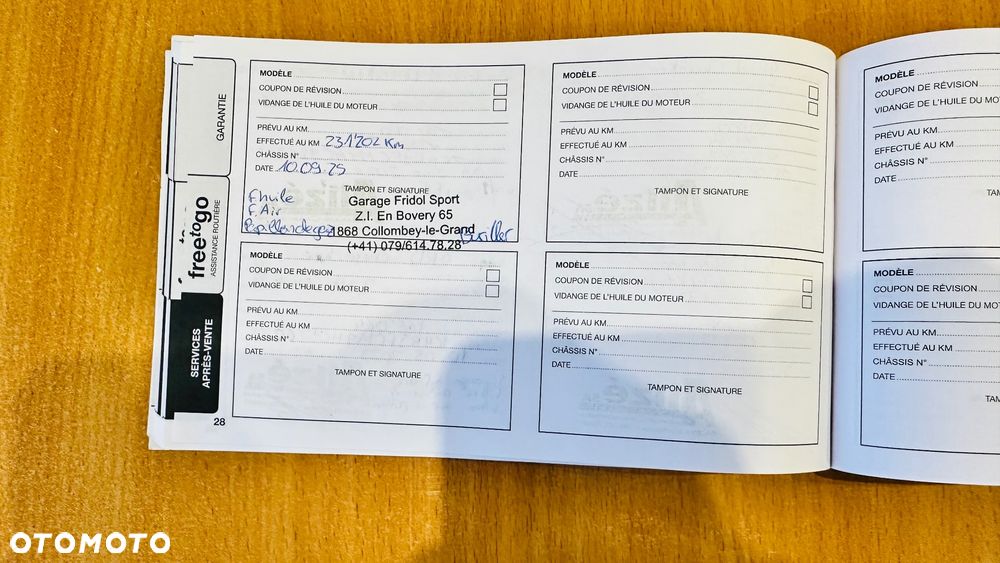 GARANTIE
free to go
ASSISTANCE ROUTIÈRE
SERVICES
APRÈS-VENTE
28
MODÈLE
COUPON DE RÉVISION
VIDANGE DE L'HUILE DU MOTEUR
PRÉVU AU KM
EFFECTUÉ AU KM 231'202 Km
CHÂSSIS N°
DATE 10.09.25
TAMPON ET SIGNATURE
F. huile
F. Air
Garage Fridol Sport
Z.I. En Bovery 65
1868 Collombey-le-Grand
(+41) 079/614.78.28
MODÈLE
COUPON DE RÉVISION
VIDANGE DE L'HUILE DU MOTEUR
PRÉVU AU KM
EFFECTUÉ AU KM
CHÂSSIS N°
DATE
TAMPON ET SIGNATURE
MODÈLE
COUPON DE RÉVISION
VIDANGE DE L'HUILE DU MOTEUR
PRÉVU AU KM
EFFECTUÉ AU KM
CHÂSSIS N°
DATE
TAMPON ET SIGNATURE
MODÈLE
COUPON DE RÉVISION
VIDANGE DE L'HUILE DU MOTEUR
PRÉVU AU KM
EFFECTUÉ AU KM
CHÂSSIS N°
DATE
TAMPON ET SIGNATURE
MODÈLE
COUPON DE RÉVISION
VIDANGE DE L'HUILE DU MOT
PRÉVU AU KM
EFFECTUÉ AU KM
CHÂSSIS N°
DATE
TAM
MODÈLE
COUPON DE RÉVISION
VIDANGE DE L'HUILE DU MO
PRÉVU AU KM
EFFECTUÉ AU KM
CHÂSSIS N°
DATE
TAMP
OTOMOTO